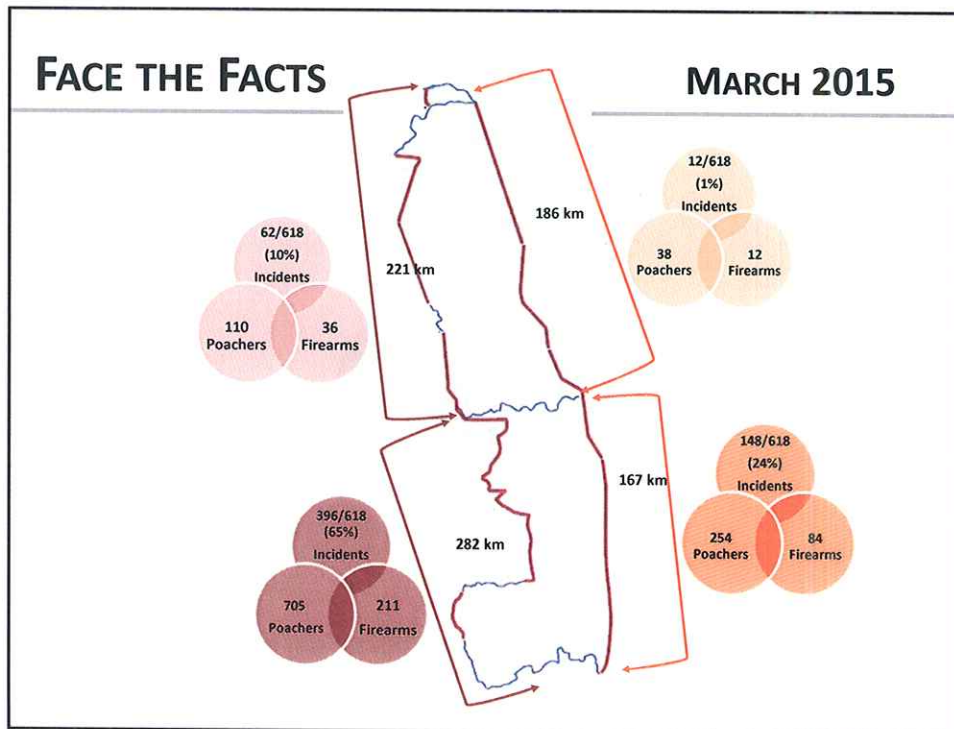 FACE THE FACTS
MARCH 2015
12/618
(1%)
Incidents
38
Poachers
12
Firearms
186 km
62/618
(10%)
Incidents
110
Poachers
36
Firearms
221 km
148/618
(24%)
Incidents
254
Poachers
84
Firearms
167 km
396/618
(65%)
Incidents
705
Poachers
211
Firearms
282 km